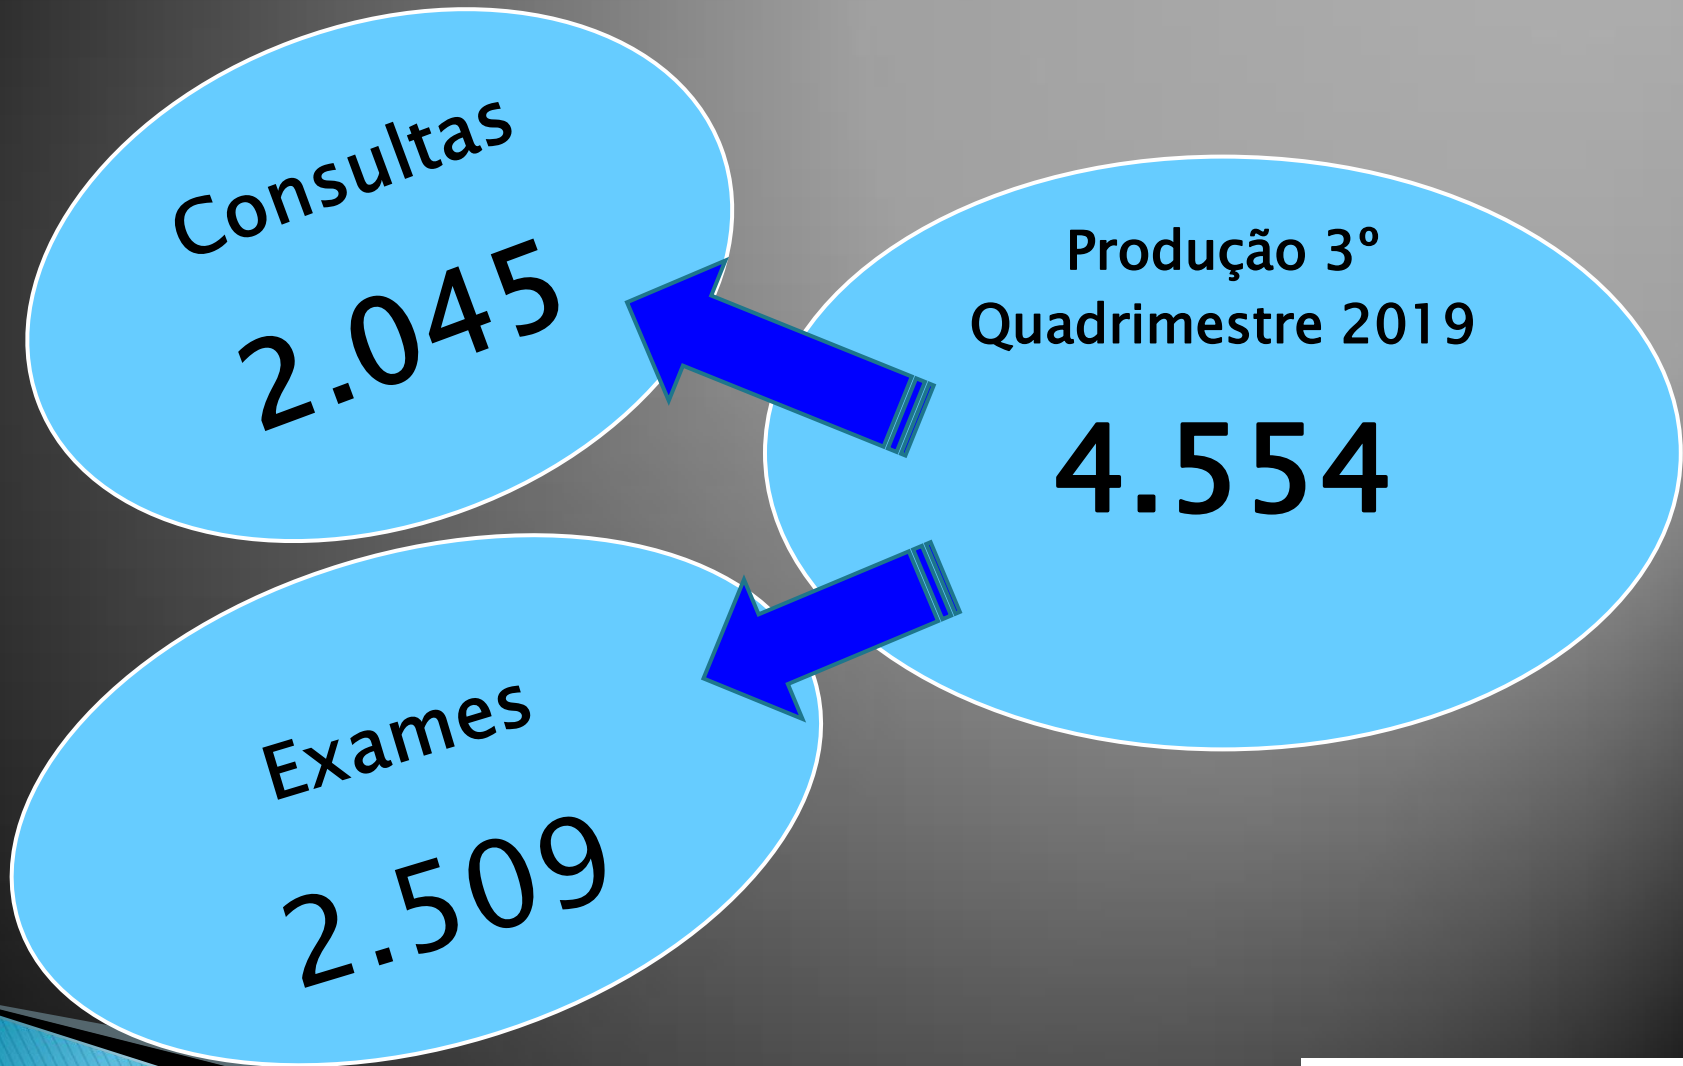 Consultas
2.045
Produção 3º
Quadrimestre 2019
4.554
Exames
2.509